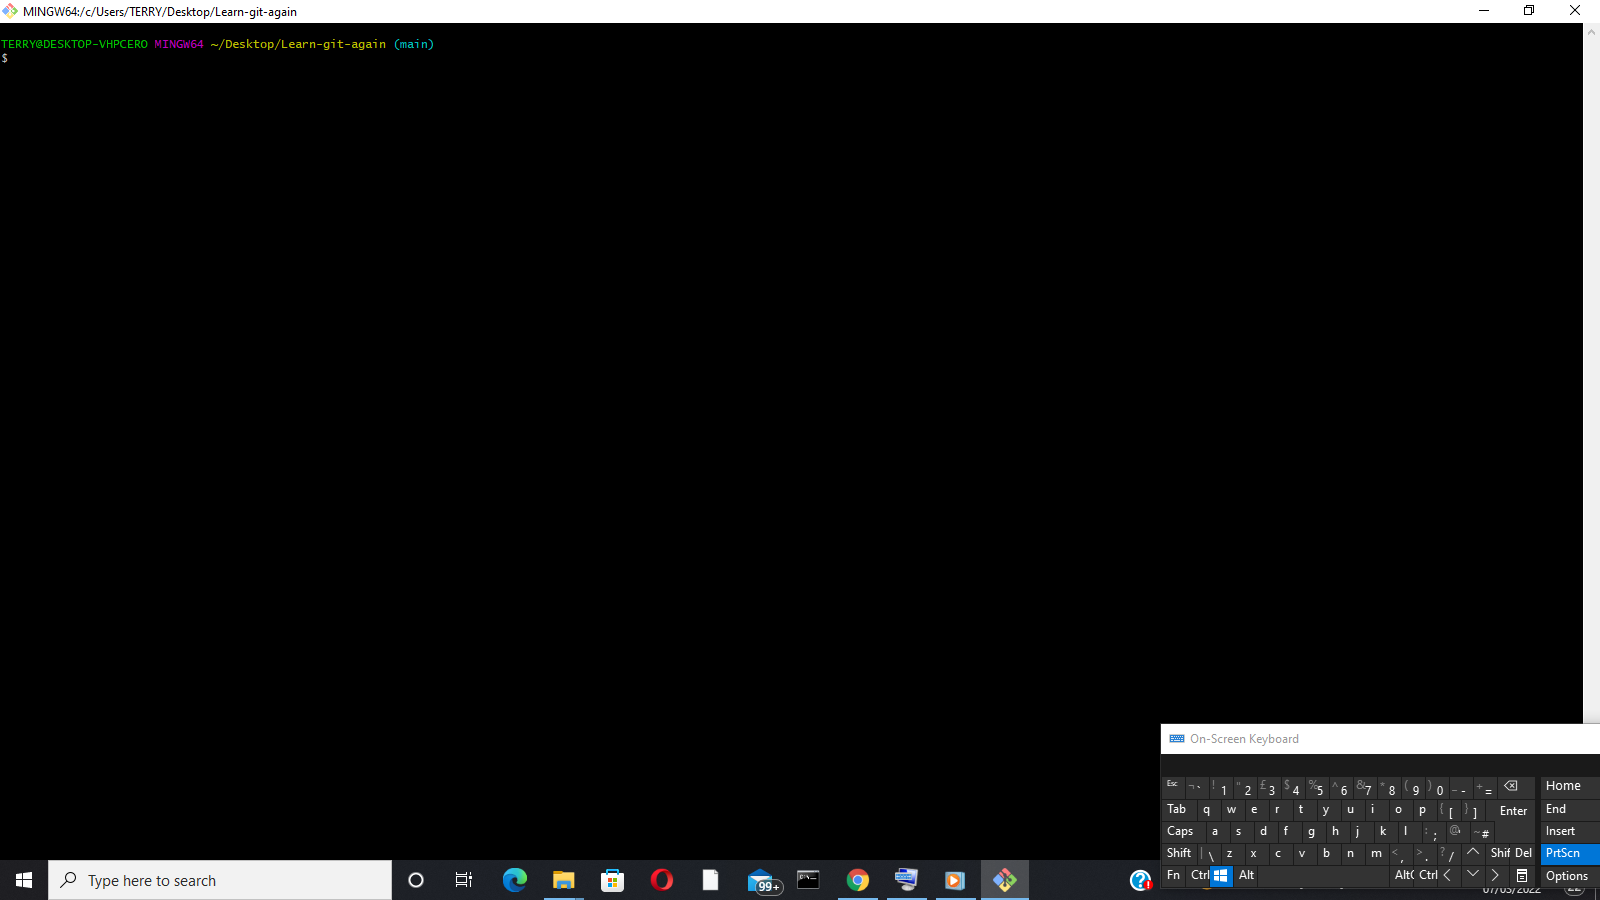 MINGW64:/c/Users/TERRY/Desktop/Learn-git-again
TERRY@DESKTOP-VHPCERO MINGW64 ~/Desktop/Learn-git-again (main)
$
On-Screen Keyboard
Esc ¬ ` ! 1 " 2 £ 3 $ 4 % 5 ^ 6 & 7 * 8 ( 9 ) 0 _ - + = Home
Tab q w e r t y u i o p { [ } ] Enter End
Caps a s d f g h j k l : ; @ ' ~ # Insert
Shift | \ z x c v b n m < , > . ? / Shif Del PrtScn
Fn Ctrl Alt Ctrl Options
Type here to search
99+
07/03/2022
22